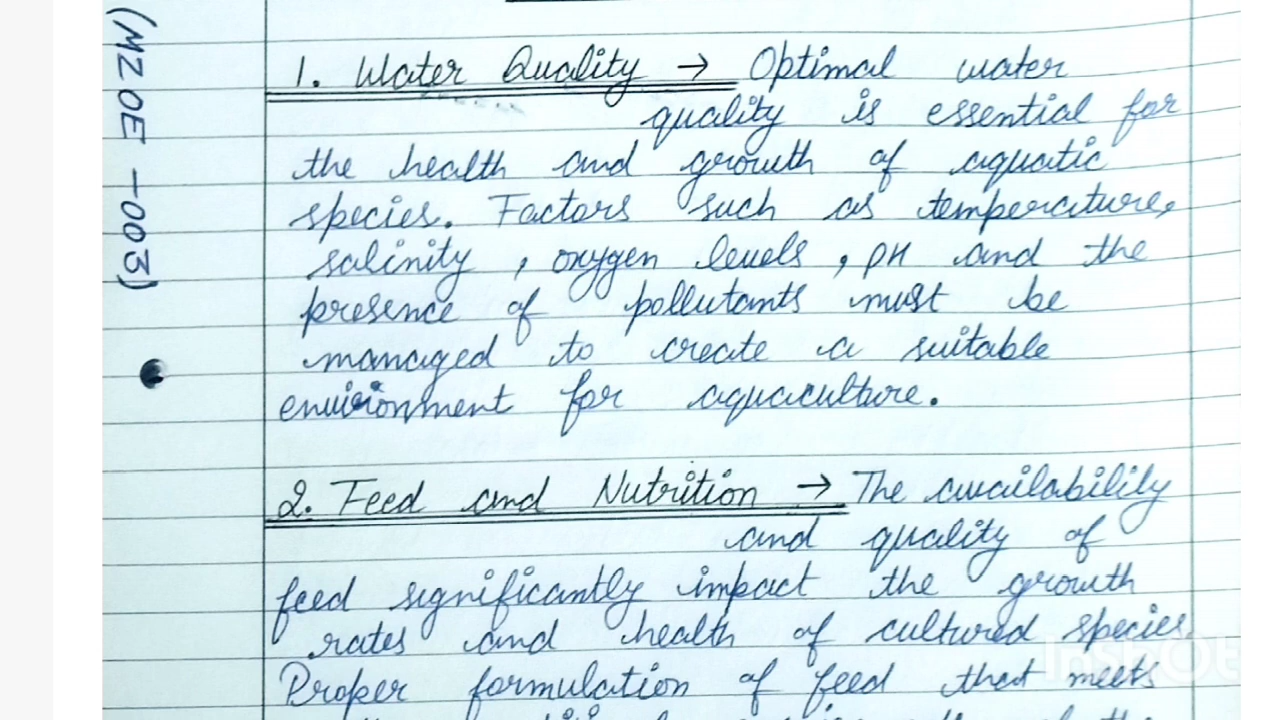 (MZOE-003)
1. Water Quality → Optimal water
quality is essential for
the health and growth of aquatic
species. Factors such as temperature,
salinity, oxygen levels, pH and the
presence of pollutants must be
managed to create a suitable
environment for aquaculture.
2. Feed and Nutrition → The availability
and quality of
feed significantly impact the growth
rates and health of cultured species
Proper formulation of feed that meets
InShOt